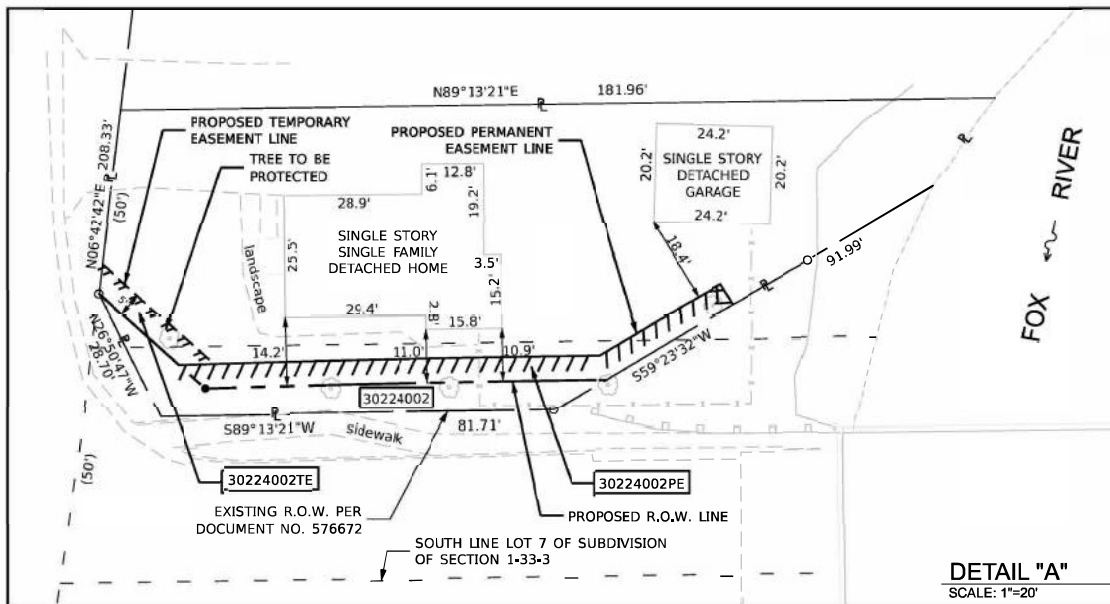 N89°13'21"E
181.96'
PROPOSED TEMPORARY
EASEMENT LINE
TREE TO BE
PROTECTED
PROPOSED PERMANENT
EASEMENT LINE
24.2'
20.2'
SINGLE STORY
DETACHED
GARAGE
20.2'
24.2'
18.4'
FOX
RIVER
N06°42'42"E 208.33'
(50')
12.8'
6.1'
19.2'
28.9'
SINGLE STORY
SINGLE FAMILY
DETACHED HOME
25.5'
landscape
3.5'
15.2'
29.4'
2.8'
15.8'
14.2'
11.0'
10.9'
5'
91.99'
S59°23'32"W
N26°50'47"W
28.70'
30224002
S89°13'21"W
sidewalk
81.71'
(50')
30224002TE
30224002PE
EXISTING R.O.W. PER
DOCUMENT NO. 576672
PROPOSED R.O.W. LINE
SOUTH LINE LOT 7 OF SUBDIVISION
OF SECTION 1-33-3
DETAIL "A"
SCALE: 1"=20'